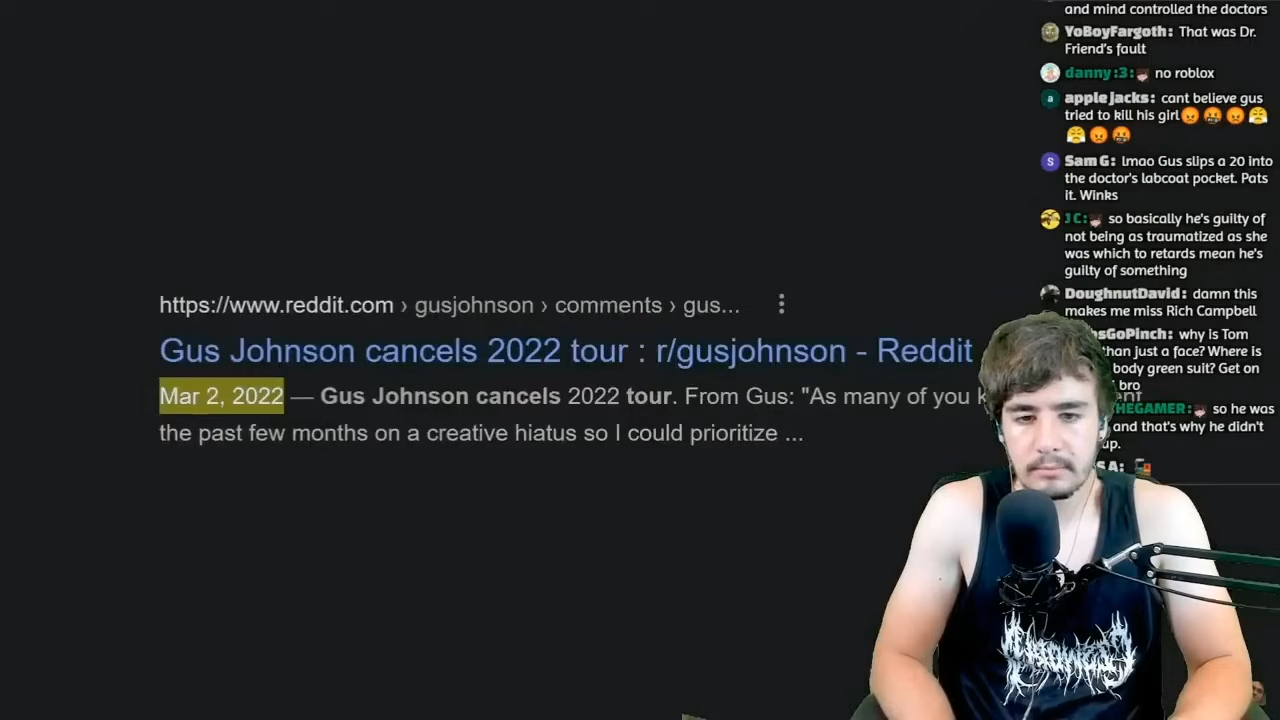 https://www.reddit.com › gusjohnson › comments › gus...
Gus Johnson cancels 2022 tour : r/gusjohnson - Reddit
Mar 2, 2022 — Gus Johnson cancels 2022 tour. From Gus: "As many of you
the past few months on a creative hiatus so I could prioritize ...
and mind controlled the doctors
YoBoyFargoth: That was Dr.
Friend's fault
danny :3: no roblox
apple jacks: cant believe gus
tried to kill his girl😡🤬😡😤
😤😡🤬
Sam G: lmao Gus slips a 20 into
the doctor's labcoat pocket. Pats
it. Winks
J C: so basically he's guilty of
not being as traumatized as she
was which to retards mean he's
guilty of something
DoughnutDavid: damn this
makes me miss Rich Campbell
sGoPinch: why is Tom
than just a face? Where is
body green suit? Get on
bro
HEGAMER: so he was
and that's why he didn't
up.
SA: